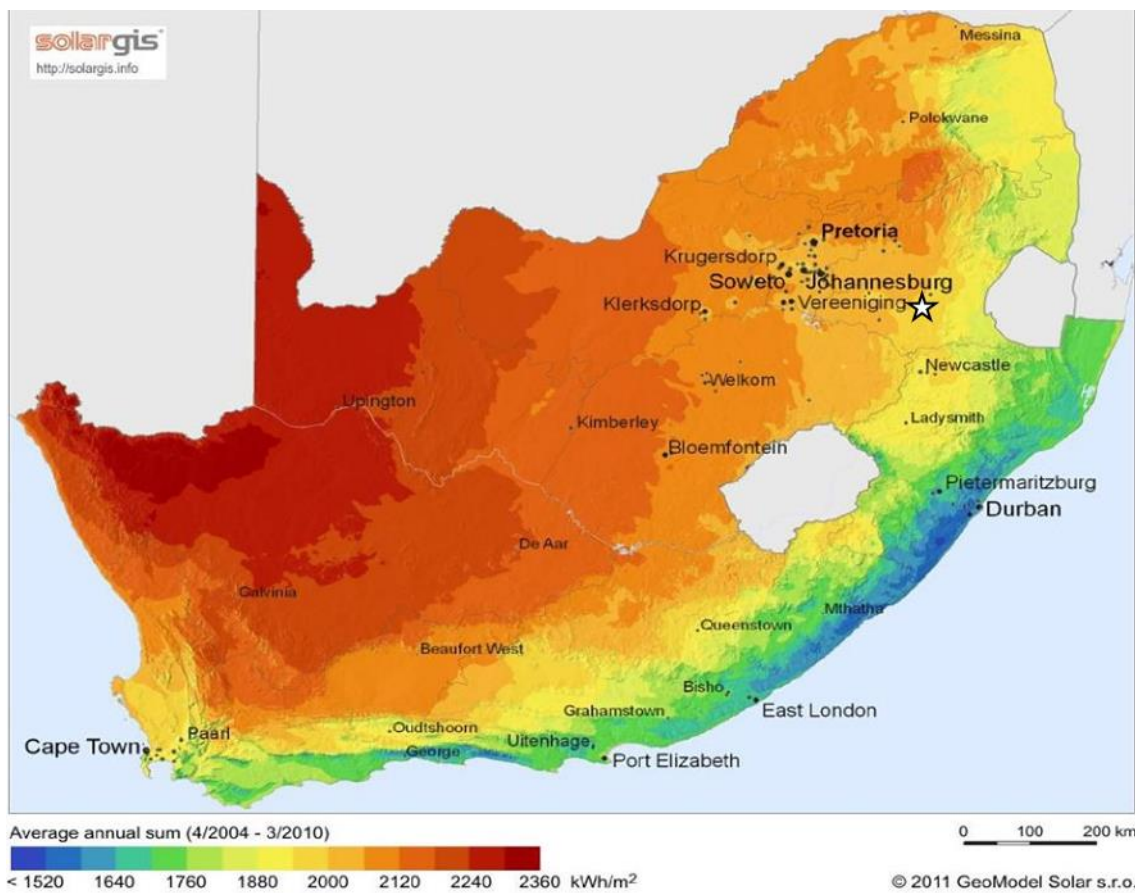 solargis
http://solargis.info
Messina
Polokwane
Pretoria
Krugersdorp
Soweto
Johannesburg
Klerksdorp
Vereeniging
Newcastle
Welkom
Upington
Kimberley
Ladysmith
Bloemfontein
Pietermaritzburg
Durban
De Aar
Calvinia
Mthatha
Queenstown
Beaufort West
Bisho
Grahamstown
East London
Oudtshoorn
Paarl
Cape Town
George
Uitenhage
Port Elizabeth
Average annual sum (4/2004 - 3/2010)
0 100 200 km
< 1520 1640 1760 1880 2000 2120 2240 2360 kWh/m²
© 2011 GeoModel Solar s.r.o.